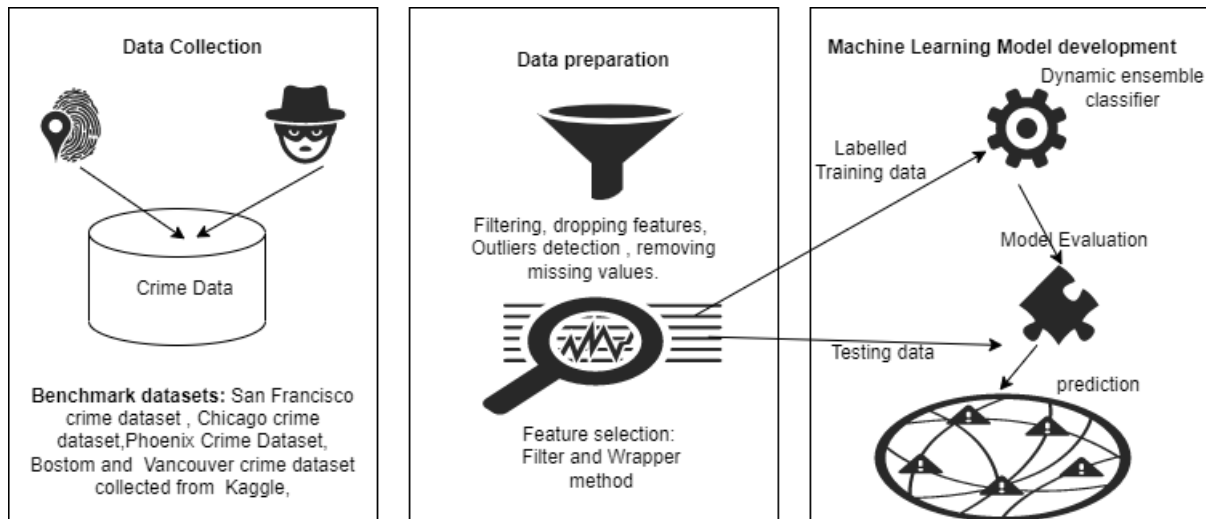 Data Collection
Crime Data
Benchmark datasets: San Francisco
crime dataset , Chicago crime
dataset,Phoenix Crime Dataset,
Bostom and Vancouver crime dataset
collected from Kaggle,
Data preparation
Filtering, dropping features,
Outliers detection , removing
missing values.
Feature selection:
Filter and Wrapper
method
Machine Learning Model development
Dynamic ensemble
classifier
Labelled
Training data
Model Evaluation
Testing data
prediction